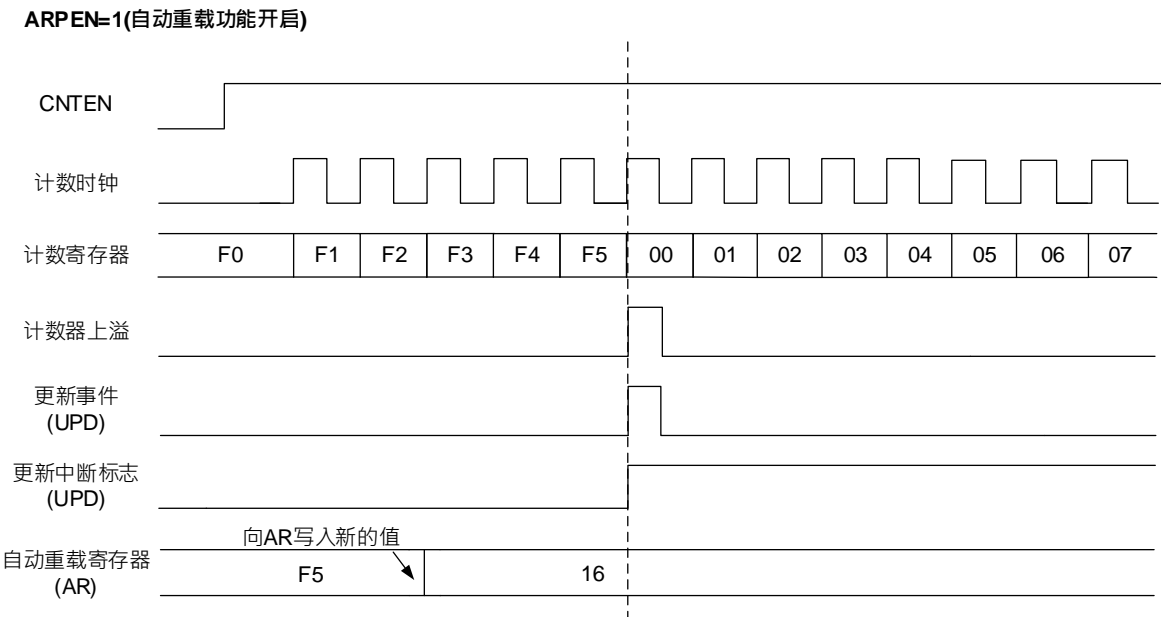 ARPEN=1(自动重载功能开启)
CNTEN
计数时钟
计数寄存器 F0 F1 F2 F3 F4 F5 00 01 02 03 04 05 06 07
计数器上溢
更新事件
(UPD)
更新中断标志
(UPD)
向AR写入新的值
自动重载寄存器
(AR)
F5 16